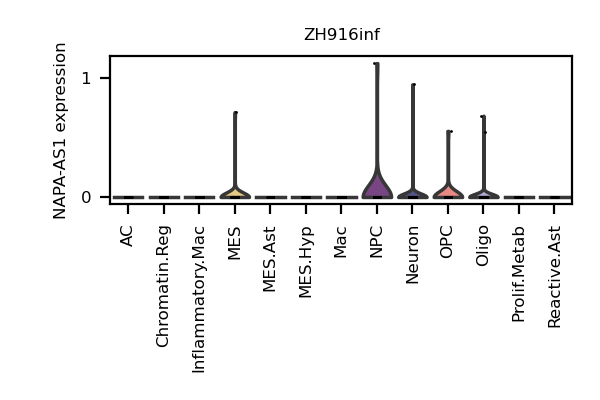 ZH916inf
NAPA-AS1 expression
1
0
AC
Chromatin.Reg
Inflammatory.Mac
MES
MES.Ast
MES.Hyp
Mac
NPC
Neuron
OPC
Oligo
Prolif.Metab
Reactive.Ast